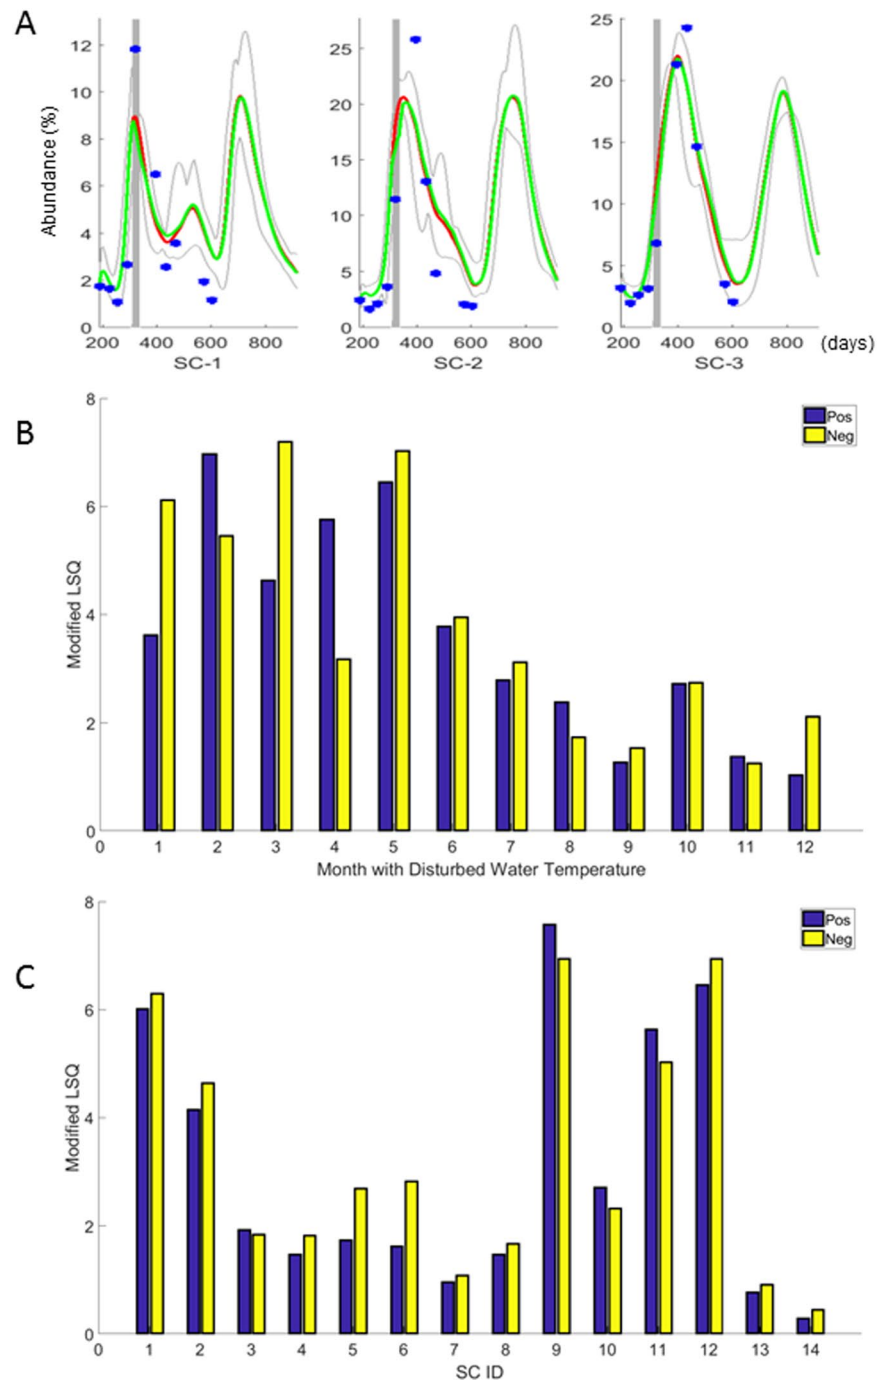 A
Abundance (%)
12
10
8
6
4
2
0
200 400 600 800
SC-1
25
20
15
10
5
0
200 400 600 800
SC-2
25
20
15
10
5
0
200 400 600 800
SC-3
(days)
B
Modified LSQ
8
6
4
2
0
Pos
Neg
0 1 2 3 4 5 6 7 8 9 10 11 12
Month with Disturbed Water Temperature
C
Modified LSQ
8
6
4
2
0
Pos
Neg
0 1 2 3 4 5 6 7 8 9 10 11 12 13 14
SC ID